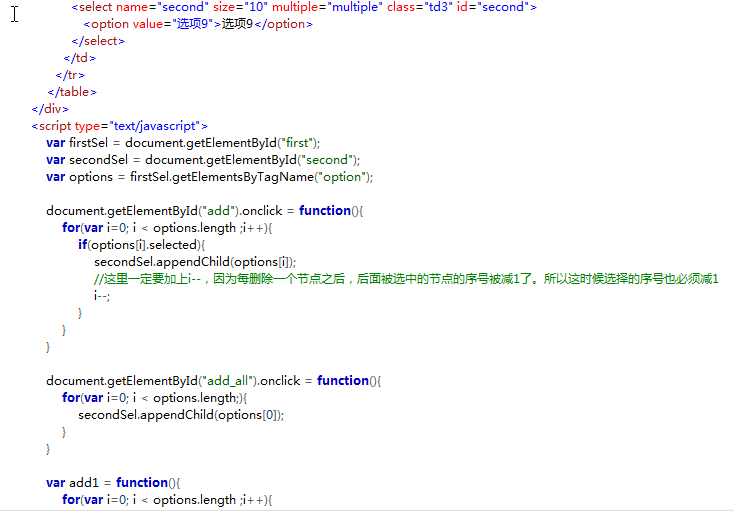 <select name="second" size="10" multiple="multiple" class="td3" id="second">
<option value="选项9">选项9</option>
</select>
</td>
</tr>
</table>
</div>
<script type="text/javascript">
var firstSel = document.getElementById("first");
var secondSel = document.getElementById("second");
var options = firstSel.getElementsByTagName("option");
document.getElementById("add").onclick = function(){
for(var i=0; i < options.length ;i++){
if(options[i].selected){
secondSel.appendChild(options[i]);
//这里一定要加上i--，因为每删除一个节点之后，后面被选中的节点的序号被减1了。所以这时候选择的序号也必须减1
i--;
}
}
}
document.getElementById("add_all").onclick = function(){
for(var i=0; i < options.length;){
secondSel.appendChild(options[0]);
}
}
var add1 = function(){
for(var i=0; i < options.length ;i++){